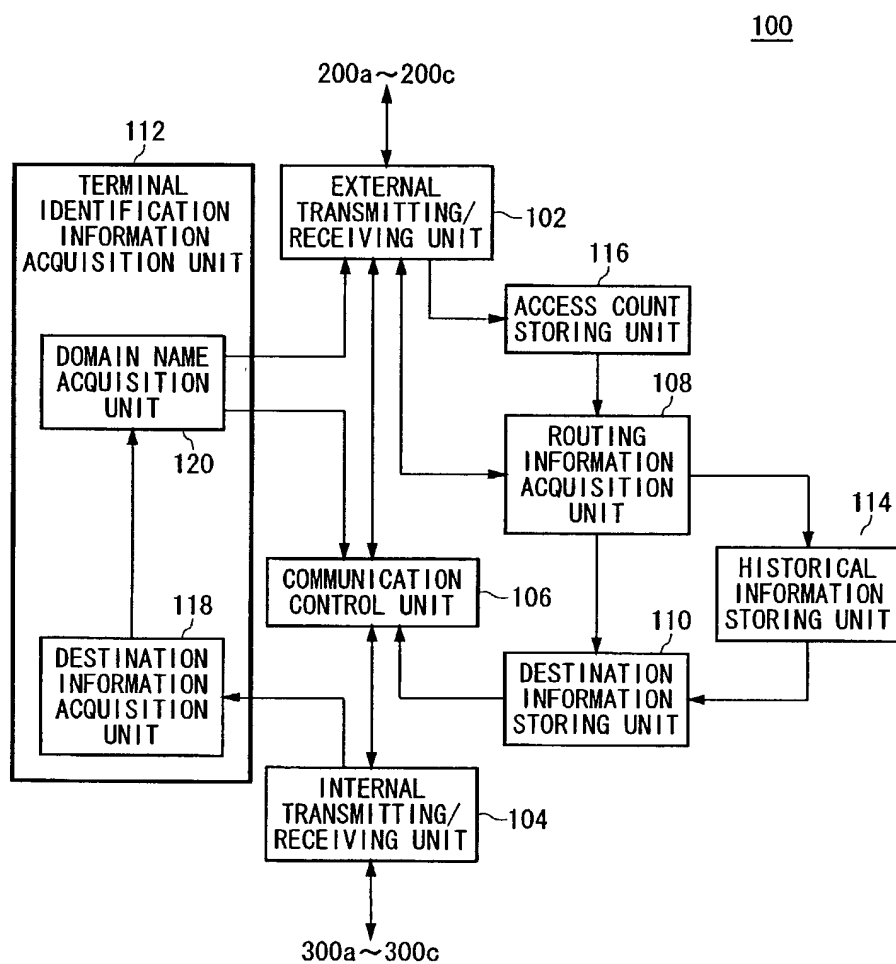 100
200a～200c
112
TERMINAL
IDENTIFICATION
INFORMATION
ACQUISITION UNIT
EXTERNAL
TRANSMITTING/
RECEIVING UNIT
102
116
ACCESS COUNT
STORING UNIT
DOMAIN NAME
ACQUISITION
UNIT
120
108
ROUTING
INFORMATION
ACQUISITION
UNIT
114
HISTORICAL
INFORMATION
STORING UNIT
COMMUNICATION
CONTROL UNIT
106
118
DESTINATION
INFORMATION
ACQUISITION
UNIT
110
DESTINATION
INFORMATION
STORING UNIT
INTERNAL
TRANSMITTING/
RECEIVING UNIT
104
300a～300c